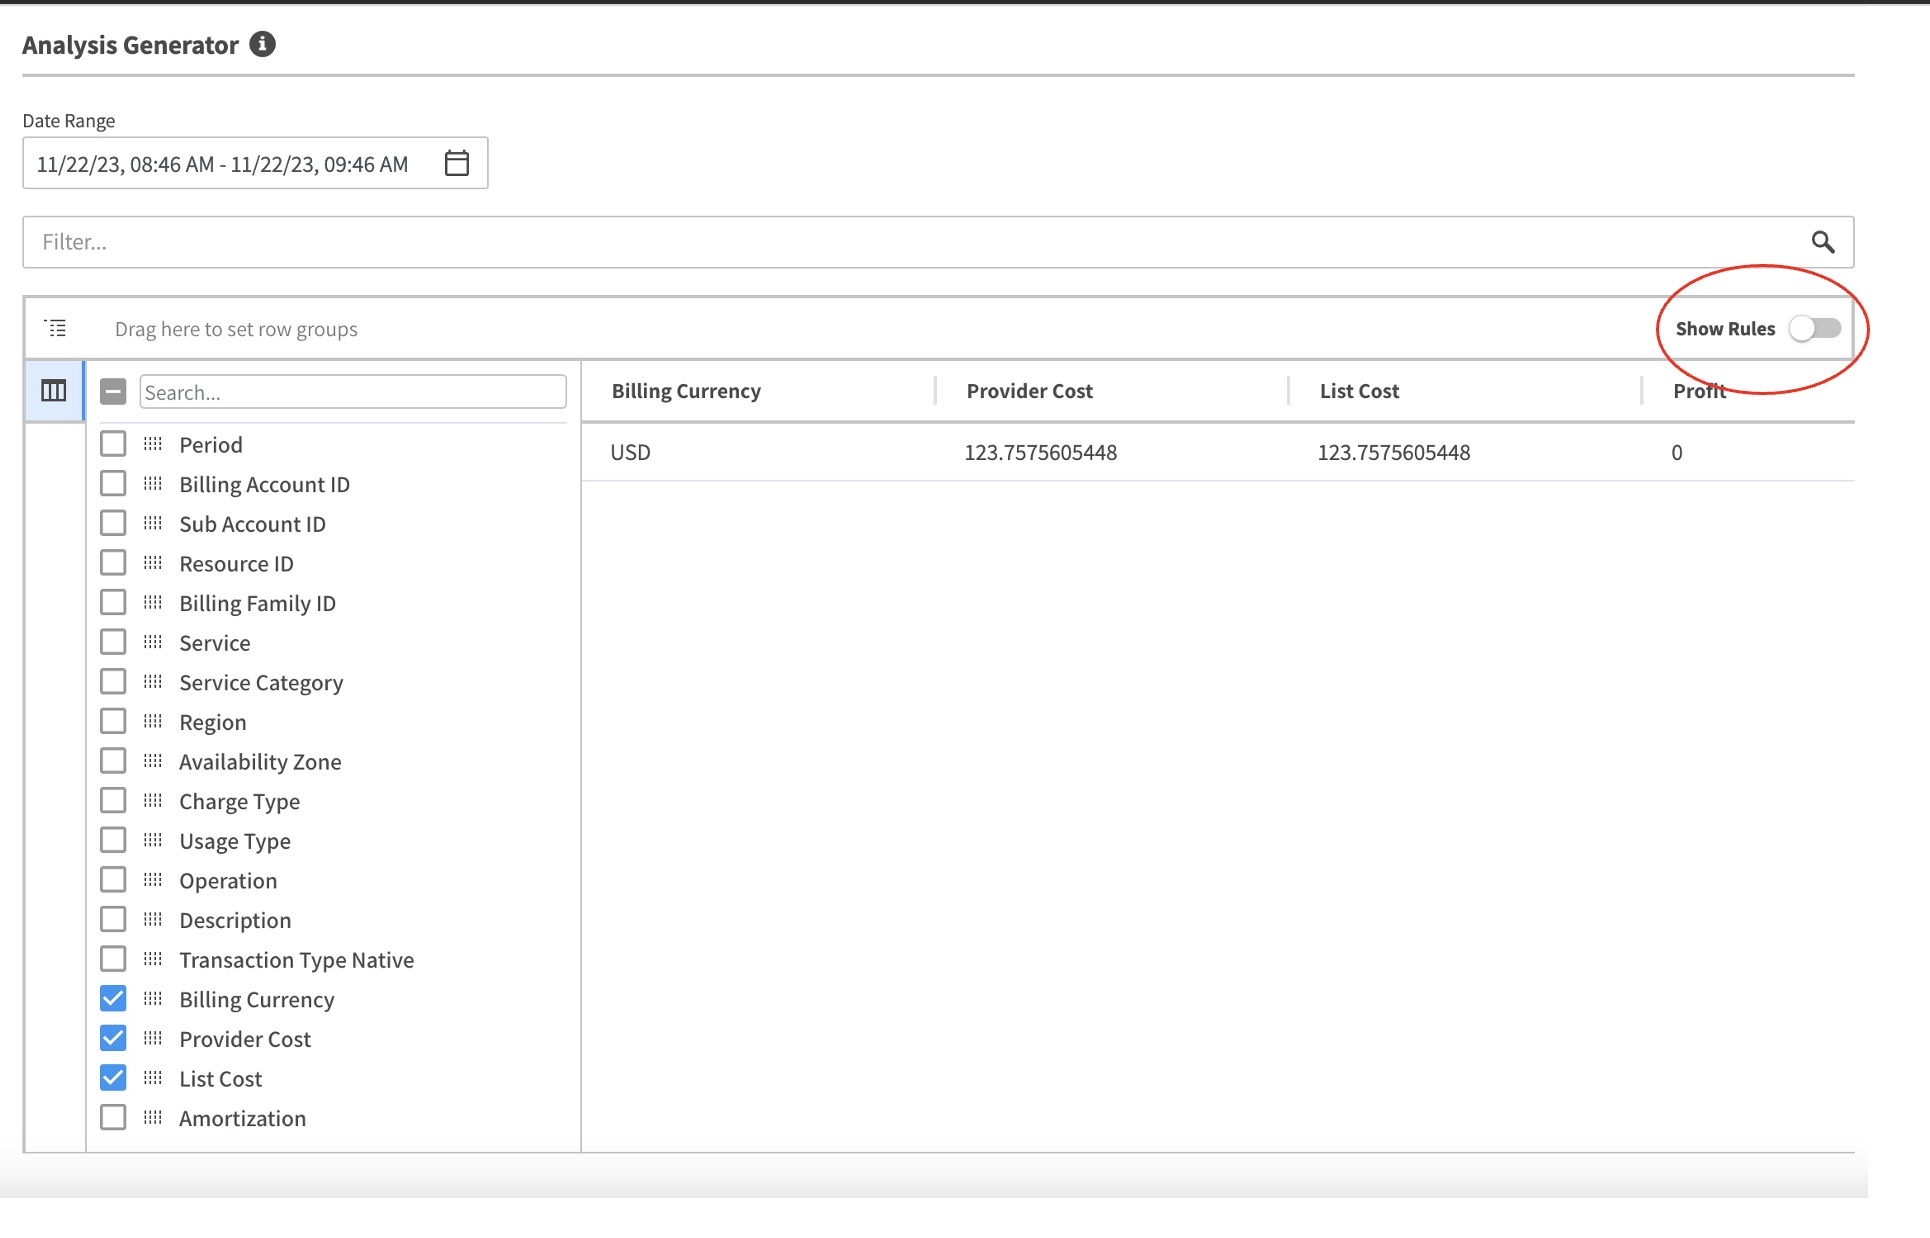 Analysis Generator
Date Range
11/22/23, 08:46 AM - 11/22/23, 09:46 AM
Filter...
Drag here to set row groups
Show Rules
Search...
Billing Currency Provider Cost List Cost Profit
USD 123.7575605448 123.7575605448 0
Period
Billing Account ID
Sub Account ID
Resource ID
Billing Family ID
Service
Service Category
Region
Availability Zone
Charge Type
Usage Type
Operation
Description
Transaction Type Native
Billing Currency
Provider Cost
List Cost
Amortization